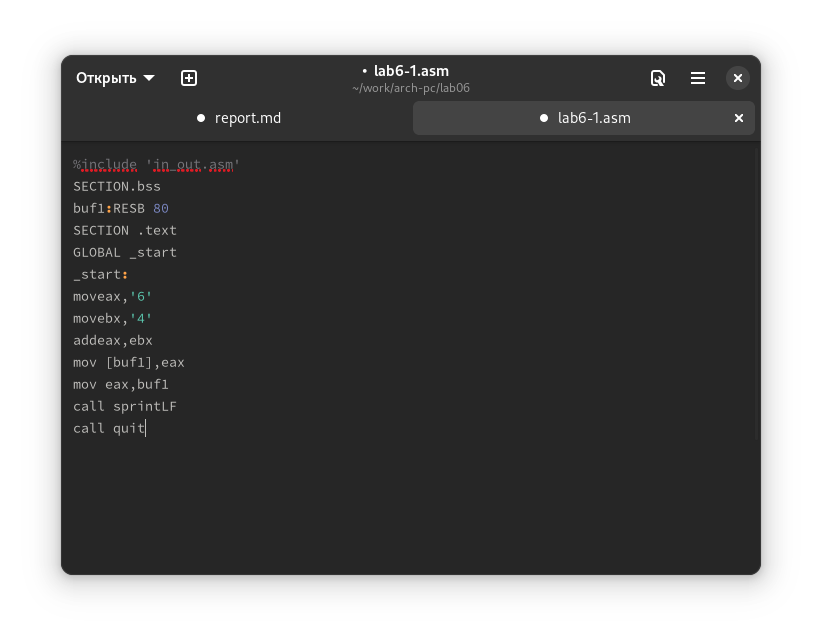 Открыть
• lab6-1.asm
~/work/arch-pc/lab06
• report.md
• lab6-1.asm
%include 'in_out.asm'
SECTION.bss
buf1:RESB 80
SECTION .text
GLOBAL _start
_start:
moveax,'6'
movebx,'4'
addeax,ebx
mov [buf1],eax
mov eax,buf1
call sprintLF
call quit